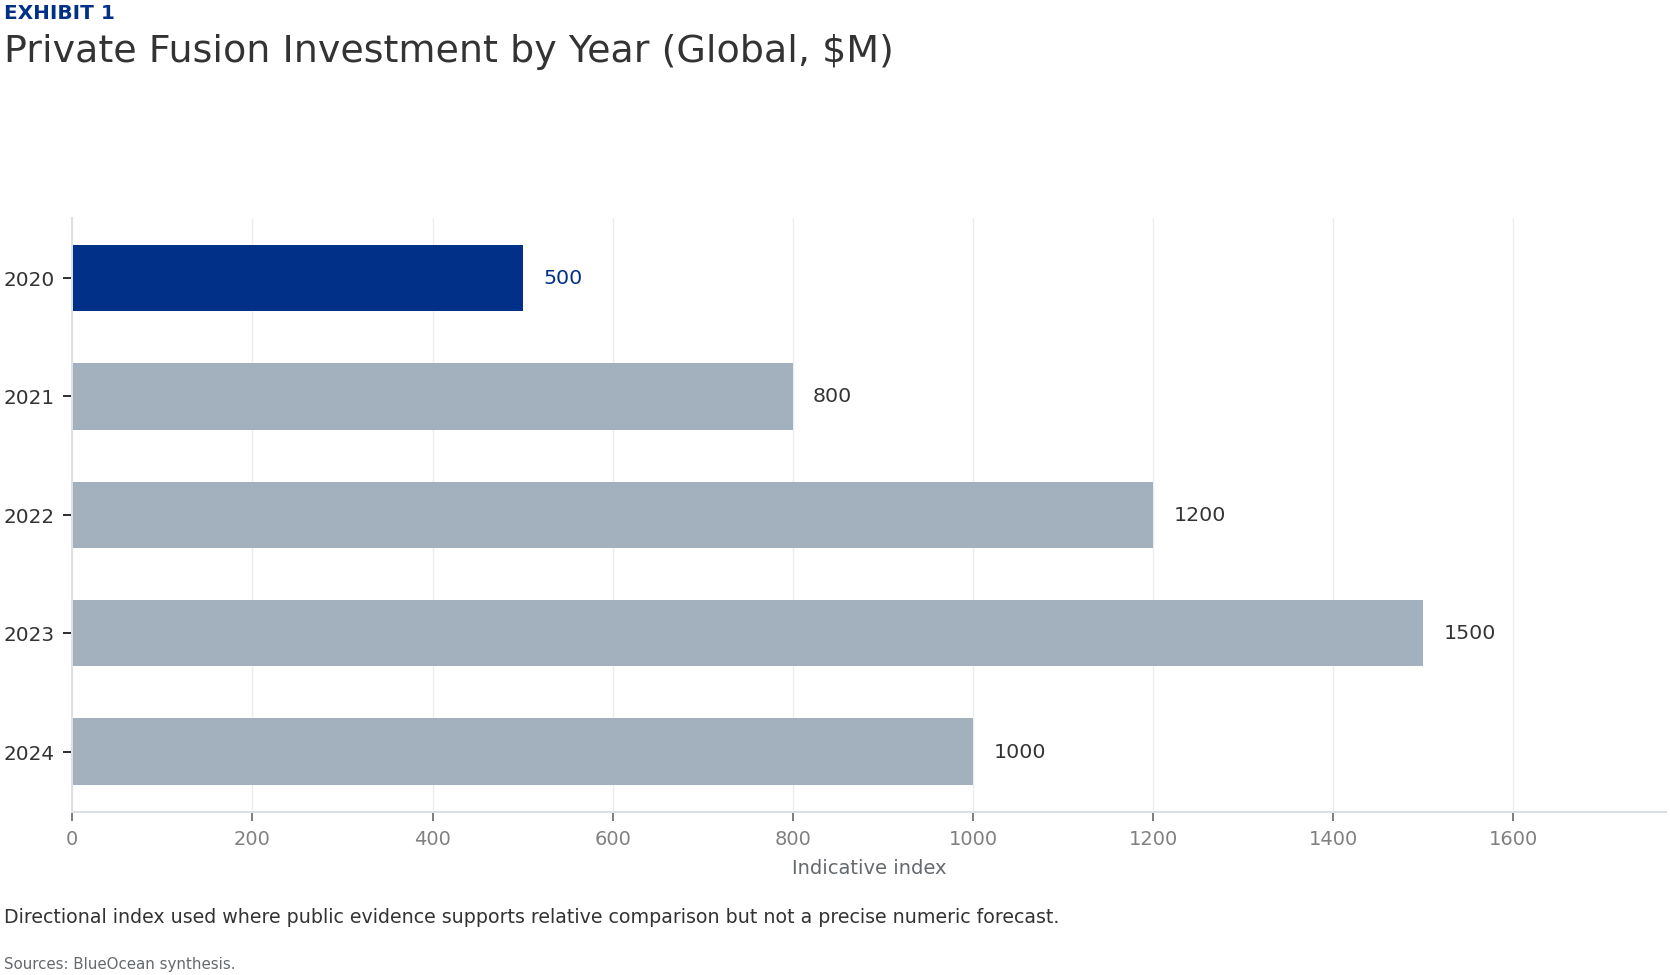 EXHIBIT 1
Private Fusion Investment by Year (Global, $M)
2020 500
2021 800
2022 1200
2023 1500
2024 1000
0 200 400 600 800 1000 1200 1400 1600
Indicative index
Directional index used where public evidence supports relative comparison but not a precise numeric forecast.
Sources: BlueOcean synthesis.